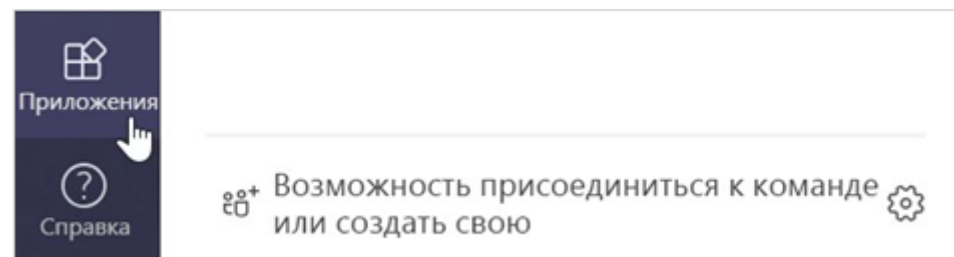 Приложения
Справка
Возможность присоединиться к команде
или создать свою